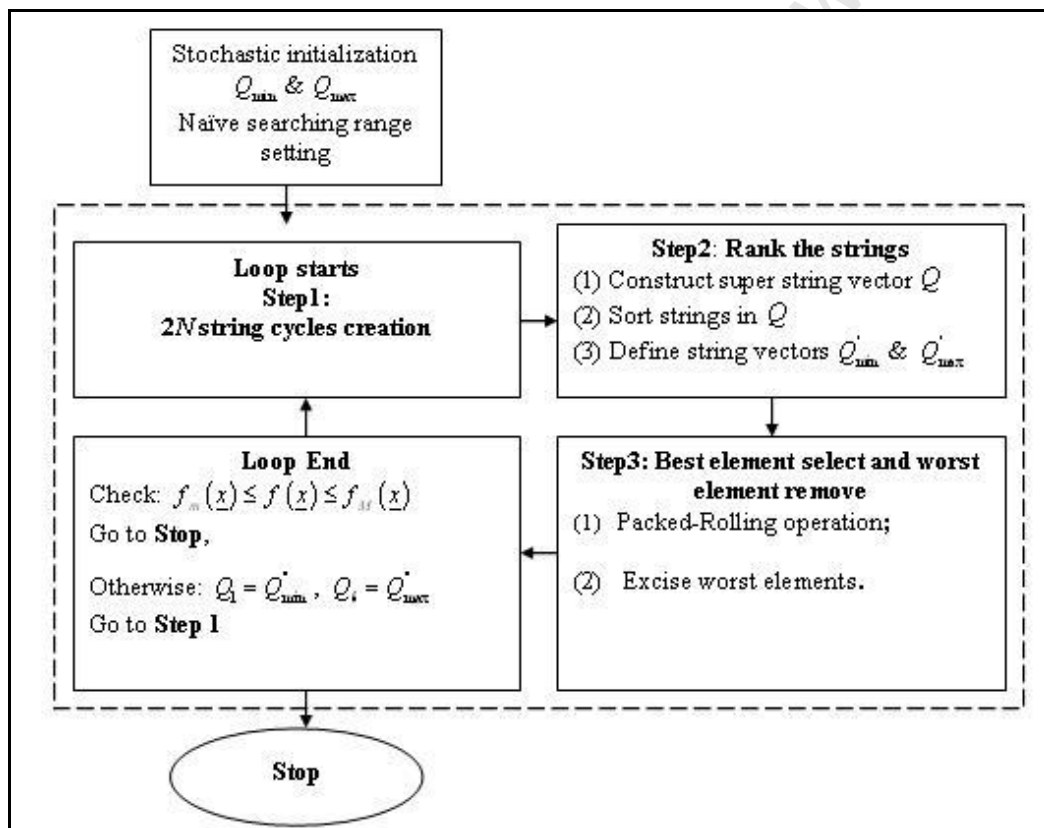 Stochastic initialization
Q_min & Q_max
Naïve searching range
setting
Loop starts
Step1:
2N string cycles creation
Step2: Rank the strings
(1) Construct super string vector Q
(2) Sort strings in Q
(3) Define string vectors Q'_min & Q'_max
Step3: Best element select and worst
element remove
(1) Packed-Rolling operation;
(2) Excise worst elements.
Loop End
Check: f_m(x) ≤ f(x) ≤ f_M(x)
Go to Stop,
Otherwise: Q_1 = Q^*_min , Q_i = Q^*_max
Go to Step 1
Stop